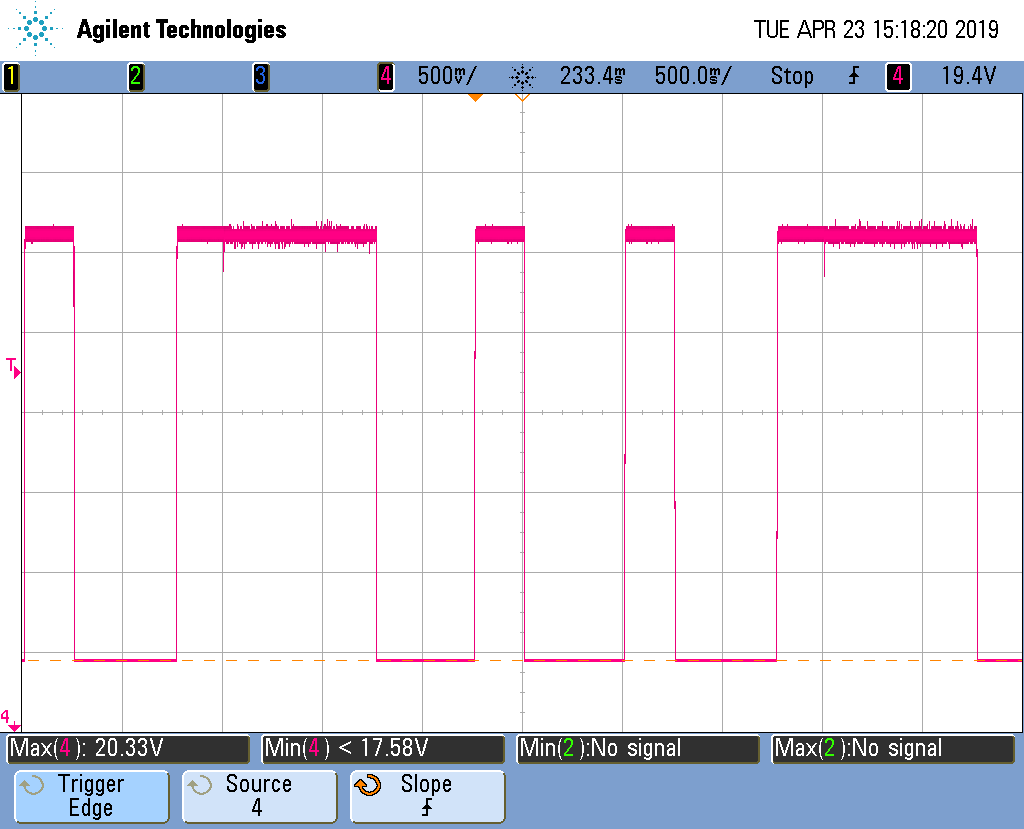 Agilent Technologies
TUE APR 23 15:18:20 2019
1 2 3 4 500mV/ 233.4ms 500.0ms/ Stop 4 19.4V
T
4
Max(4): 20.33V Min(4) < 17.58V Min(2):No signal Max(2):No signal
Trigger Source Slope
Edge 4